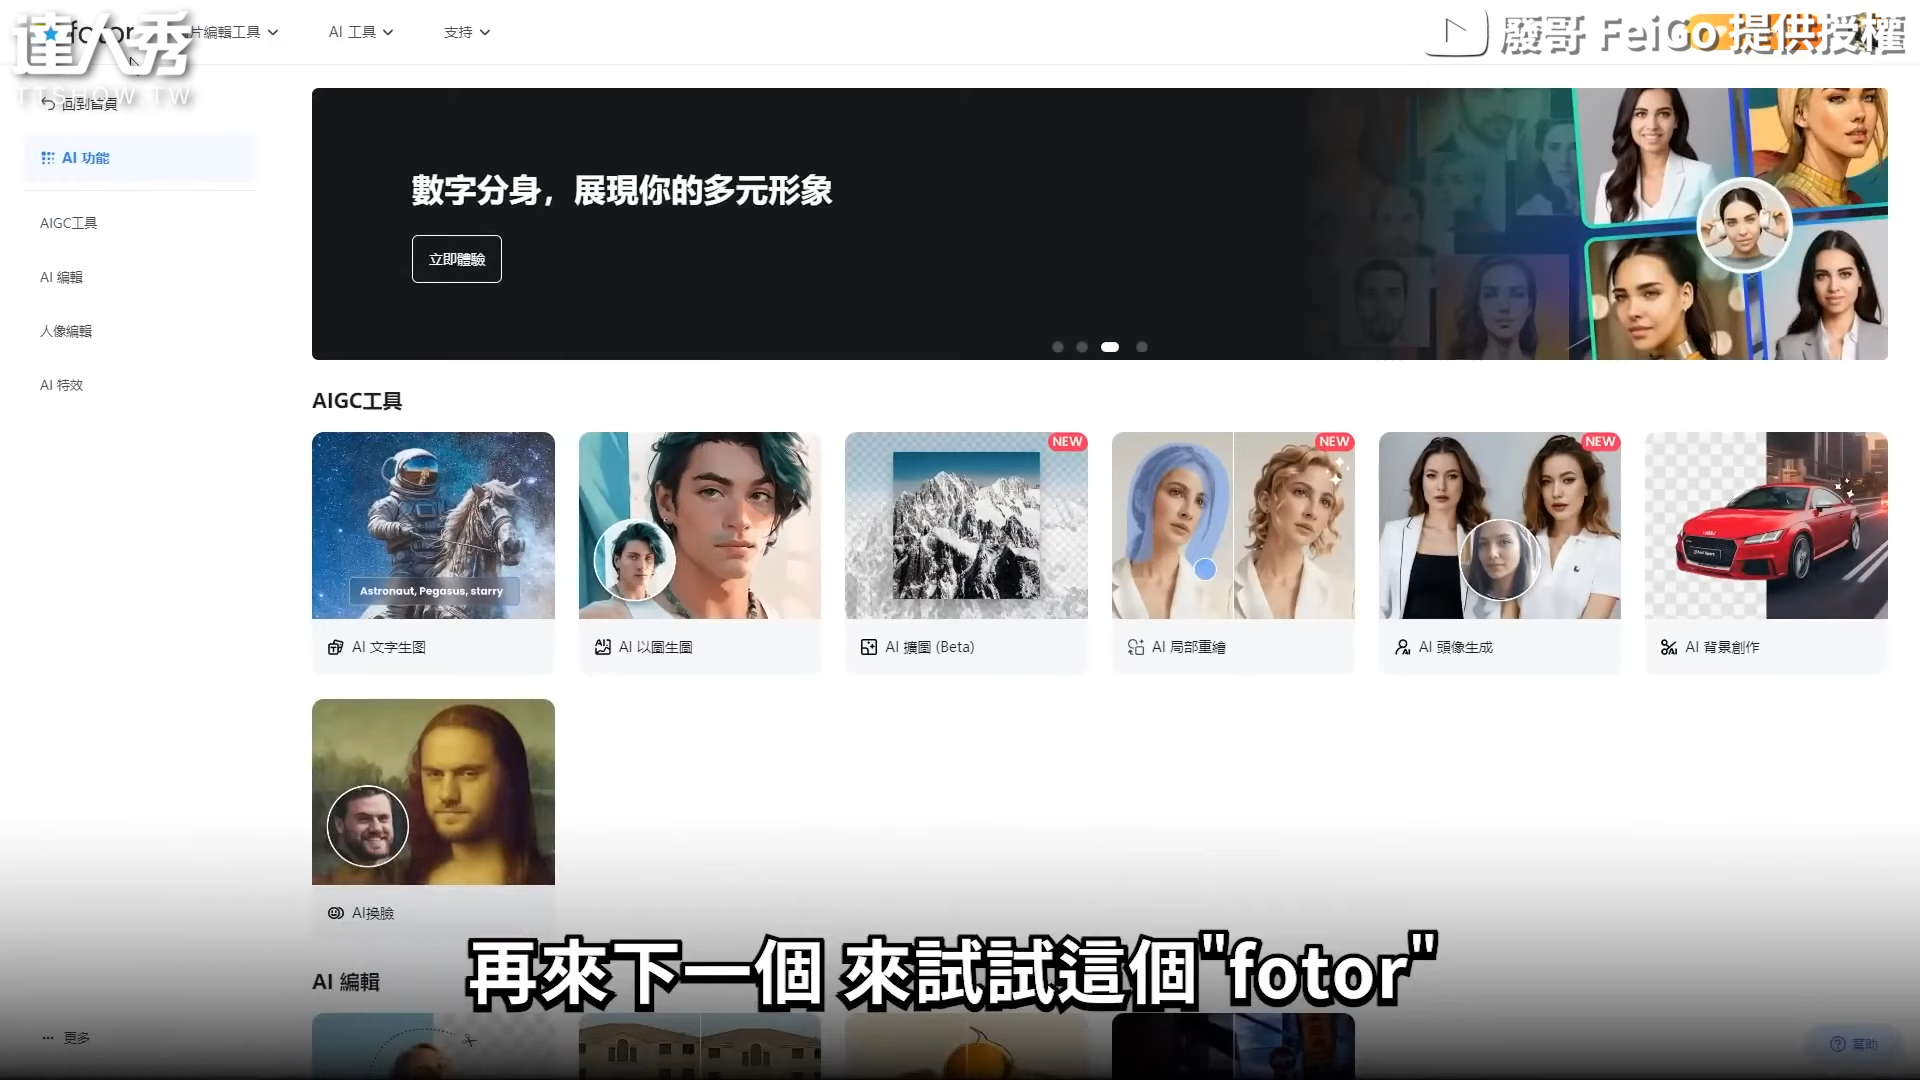 達人秀
TTSHOW.TW
fotor
片編輯工具
AI 工具
支持
發哥 FeiGo 提供授權
回到首頁
AI 功能
AIGC工具
AI 編輯
人像編輯
AI 特效
數字分身，展現你的多元形象
立即體驗
AIGC工具
Astronaut, Pegasus, starry
AI 文字生图
AI 以圖生圖
NEW
AI 擴圖 (Beta)
NEW
AI 局部重繪
NEW
AI 頭像生成
AI 背景創作
AI換臉
再來下一個 來試試這個"fotor"
AI 編輯
更多
幫助